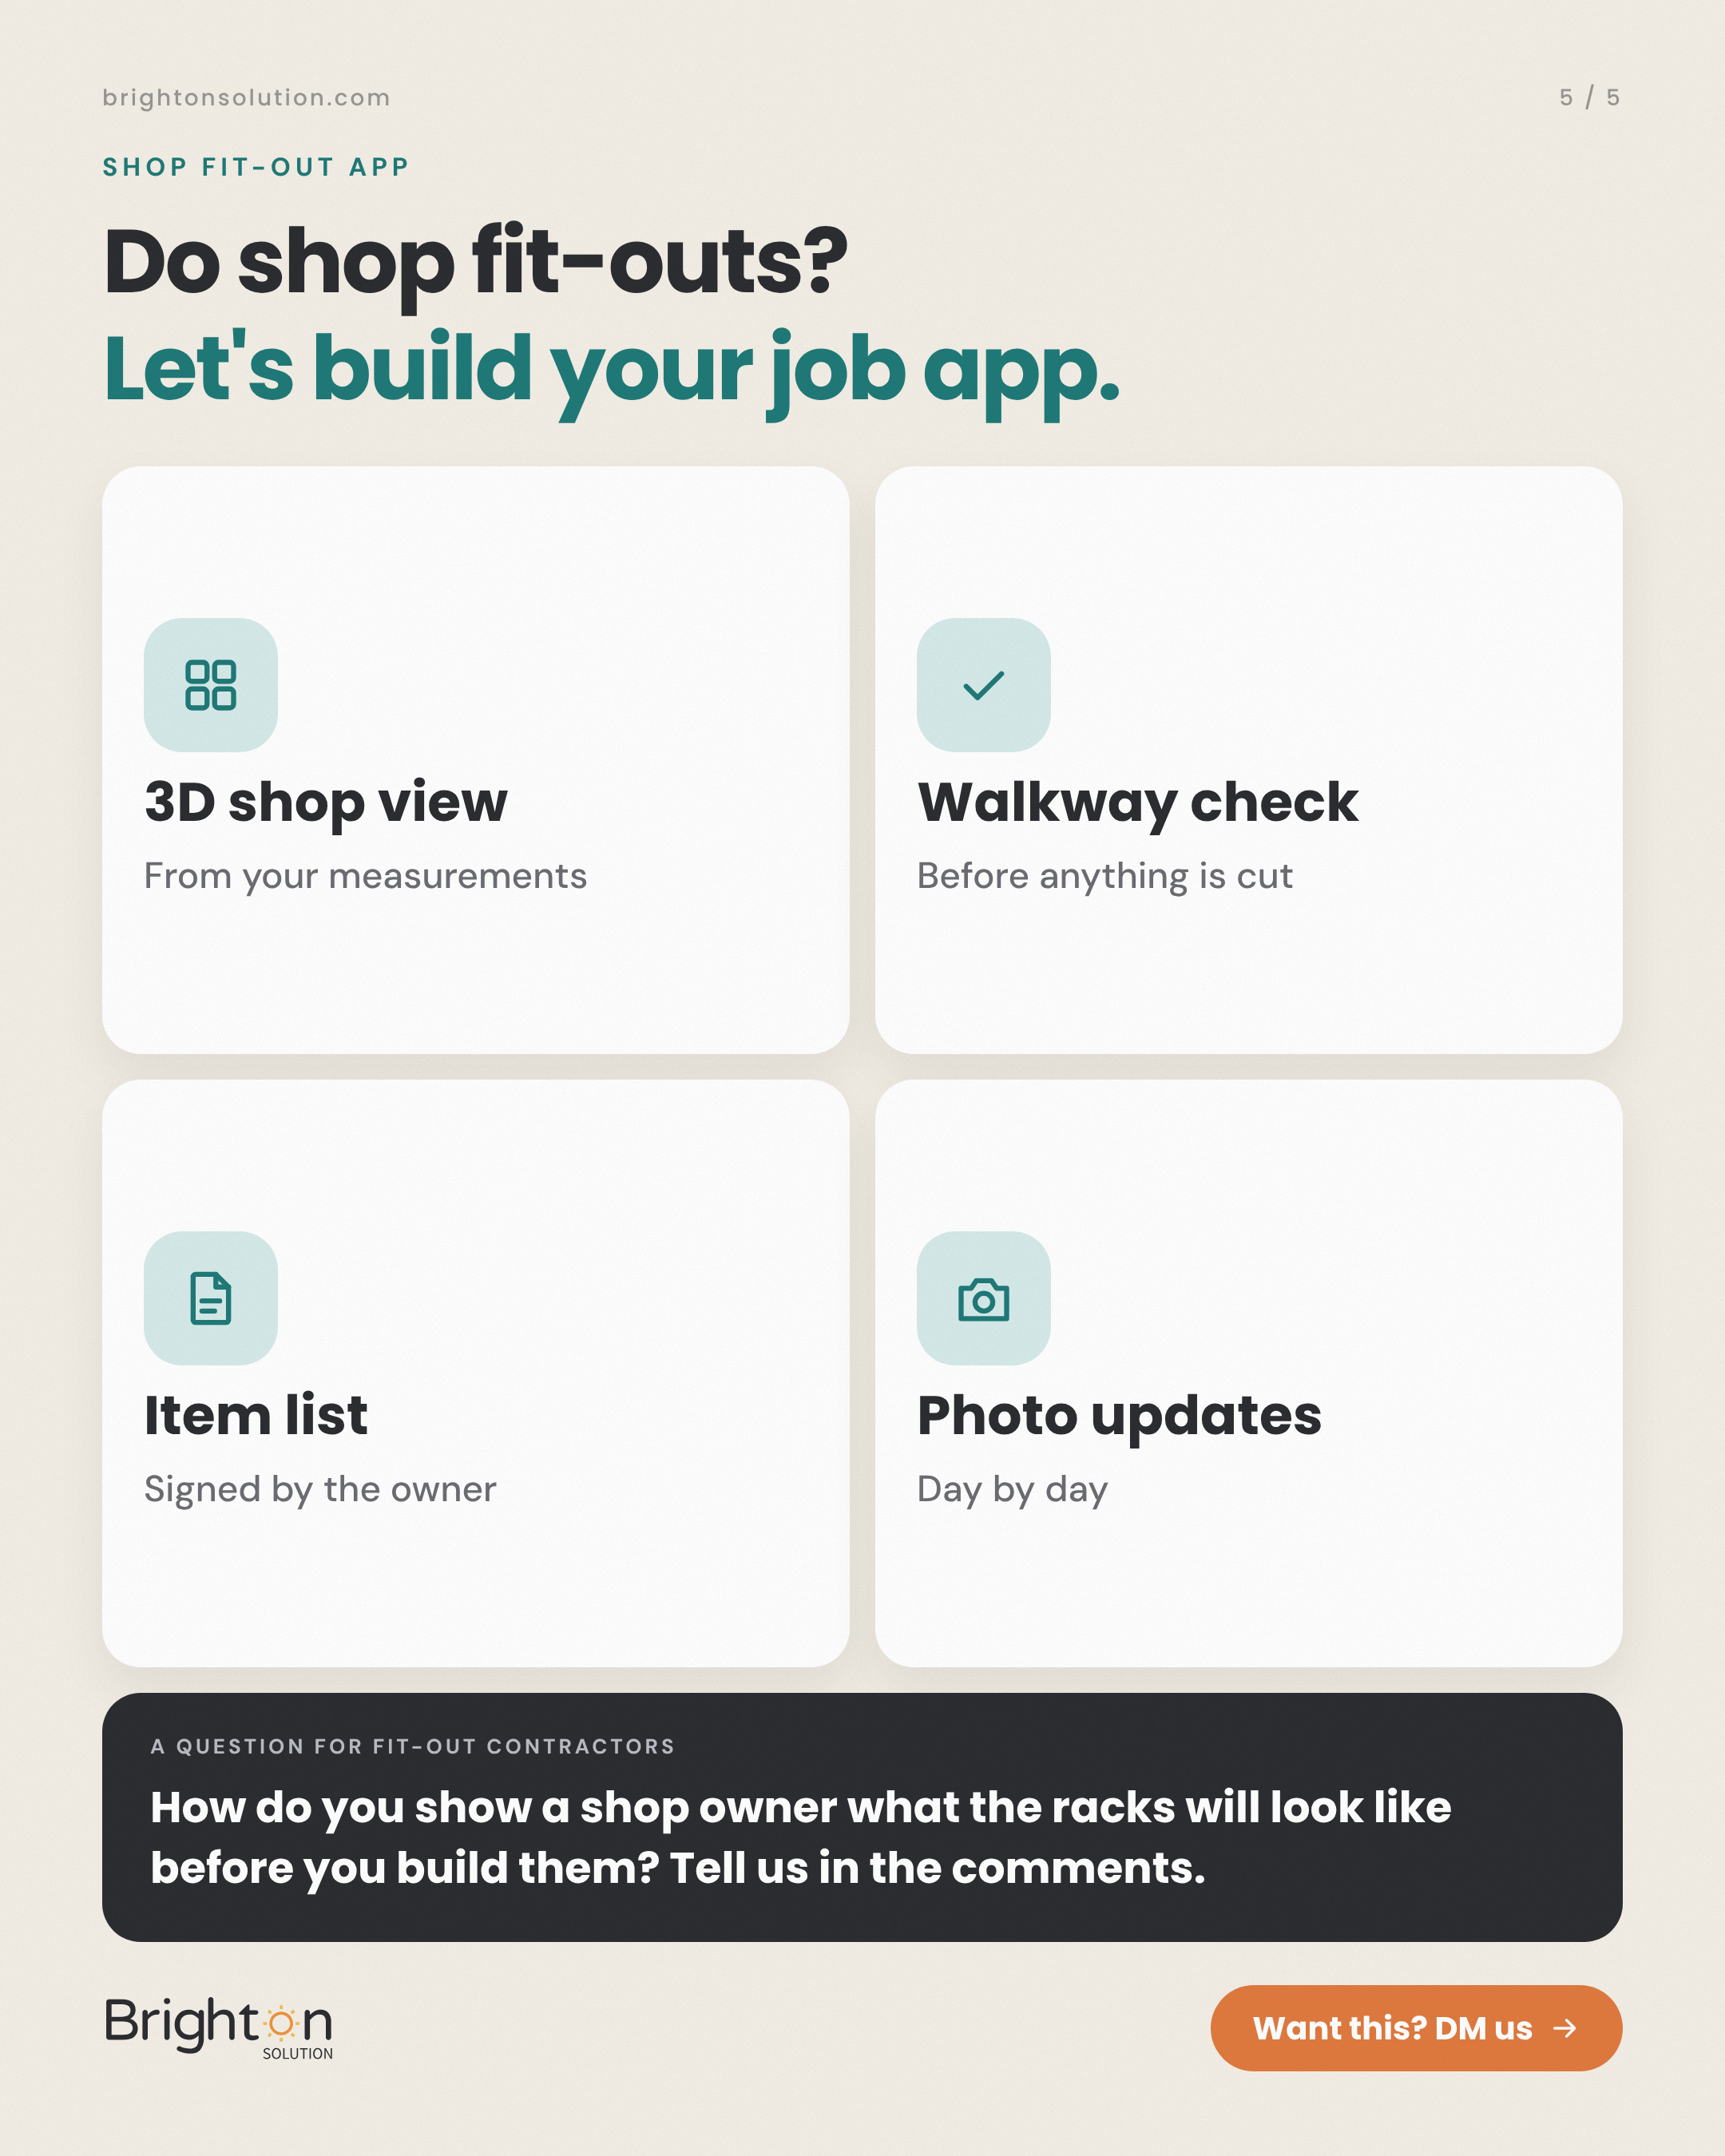 brightonsolution.com
5 / 5
SHOP FIT-OUT APP
Do shop fit-outs?
Let's build your job app.
3D shop view
From your measurements
Walkway check
Before anything is cut
Item list
Signed by the owner
Photo updates
Day by day
A QUESTION FOR FIT-OUT CONTRACTORS
How do you show a shop owner what the racks will look like
before you build them? Tell us in the comments.
Brighton
SOLUTION
Want this? DM us →